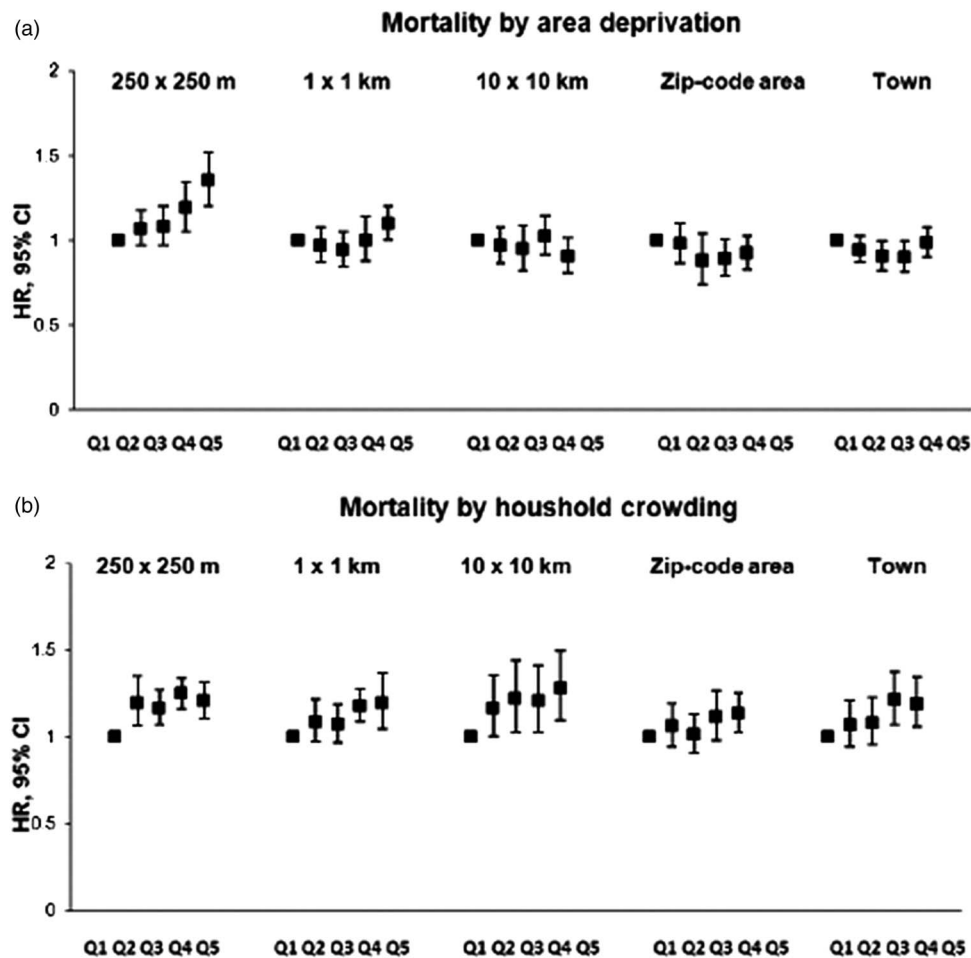 (a)
Mortality by area deprivation
2
250 x 250 m 1 x 1 km 10 x 10 km Zip-code area Town
1.5
1
0.5
0
HR, 95% CI
Q1 Q2 Q3 Q4 Q5 Q1 Q2 Q3 Q4 Q5 Q1 Q2 Q3 Q4 Q5 Q1 Q2 Q3 Q4 Q5 Q1 Q2 Q3 Q4 Q5
(b)
Mortality by houshold crowding
2
250 x 250 m 1 x 1 km 10 x 10 km Zip-code area Town
1.5
1
0.5
0
HR, 95% CI
Q1 Q2 Q3 Q4 Q5 Q1 Q2 Q3 Q4 Q5 Q1 Q2 Q3 Q4 Q5 Q1 Q2 Q3 Q4 Q5 Q1 Q2 Q3 Q4 Q5